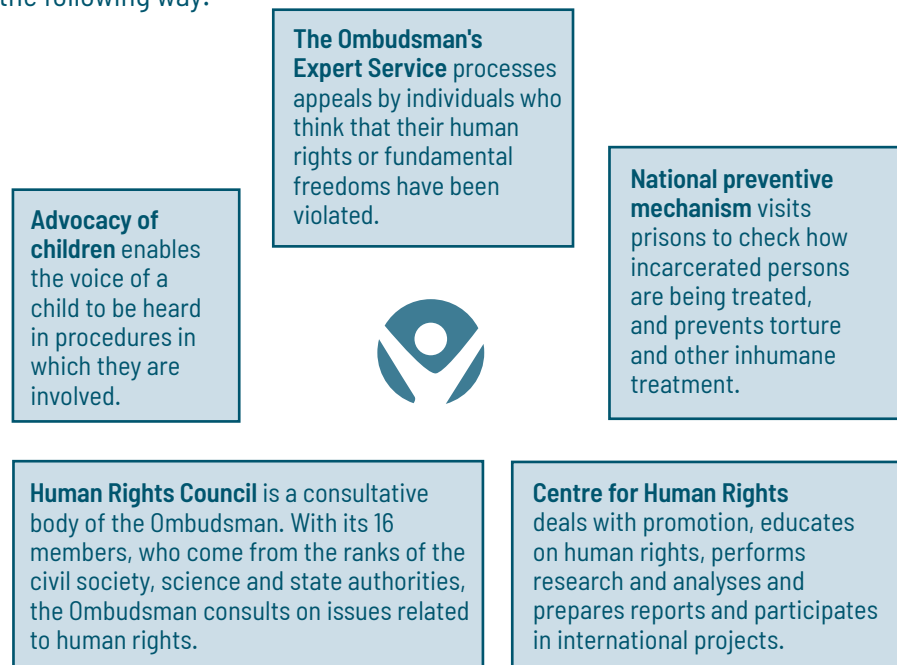 the following way:
The Ombudsman's
Expert Service processes
appeals by individuals who
think that their human
rights or fundamental
freedoms have been
violated.
National preventive
mechanism visits
prisons to check how
incarcerated persons
are being treated,
and prevents torture
and other inhumane
treatment.
Advocacy of
children enables
the voice of a
child to be heard
in procedures in
which they are
involved.
Human Rights Council is a consultative
body of the Ombudsman. With its 16
members, who come from the ranks of the
civil society, science and state authorities,
the Ombudsman consults on issues related
to human rights.
Centre for Human Rights
deals with promotion, educates
on human rights, performs
research and analyses and
prepares reports and participates
in international projects.